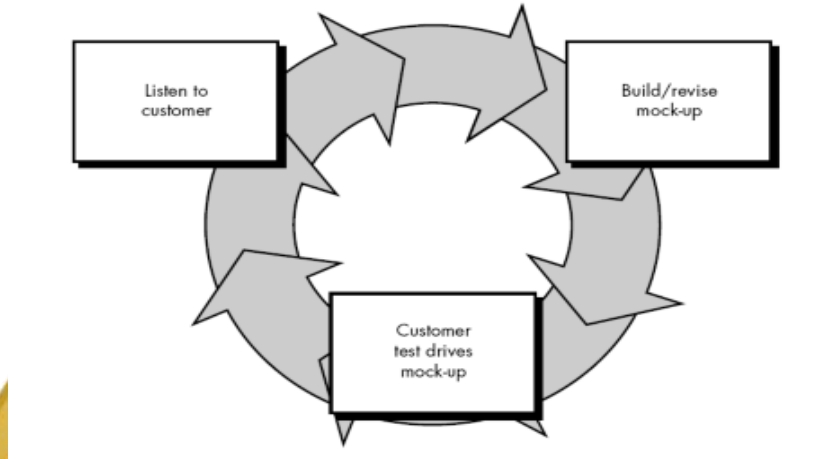 Listen to
customer
Build/revise
mock-up
Customer
test drives
mock-up